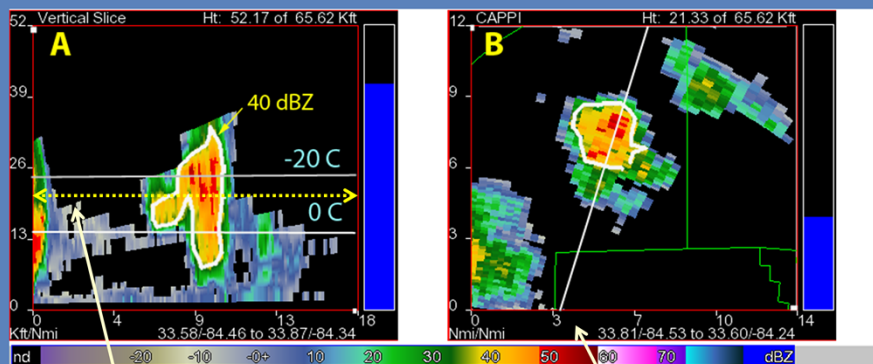 Vertical Slice Ht: 52.17 of 65.62 Kft
52
A
40 dBZ
39
-20 C
26
0 C
13
0
0 4 9 13 18
Kft/Nmi 33.58/-84.46 to 33.87/-84.34
CAPPI Ht: 21.33 of 65.62 Kft
12
B
9
6
3
0
0 3 7 10 14
Nmi/Nmi 33.81/-84.53 to 33.60/-84.24
nd -20 -10 -0+ 10 20 30 40 50 60 70 dBZ